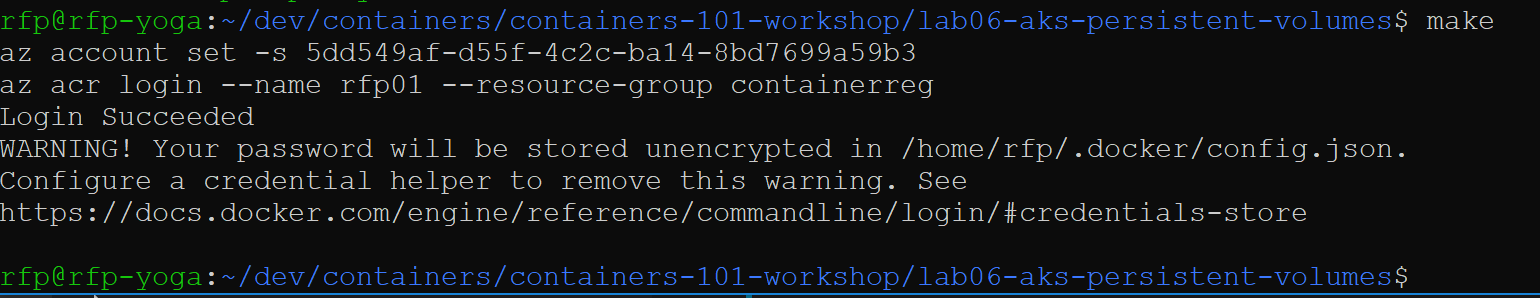 rfp@rfp-yoga:~/dev/containers/containers-101-workshop/lab06-aks-persistent-volumes$ make
az account set -s 5dd549af-d55f-4c2c-ba14-8bd7699a59b3
az acr login --name rfp01 --resource-group containerreg
Login Succeeded
WARNING! Your password will be stored unencrypted in /home/rfp/.docker/config.json.
Configure a credential helper to remove this warning. See
https://docs.docker.com/engine/reference/commandline/login/#credentials-store
rfp@rfp-yoga:~/dev/containers/containers-101-workshop/lab06-aks-persistent-volumes$